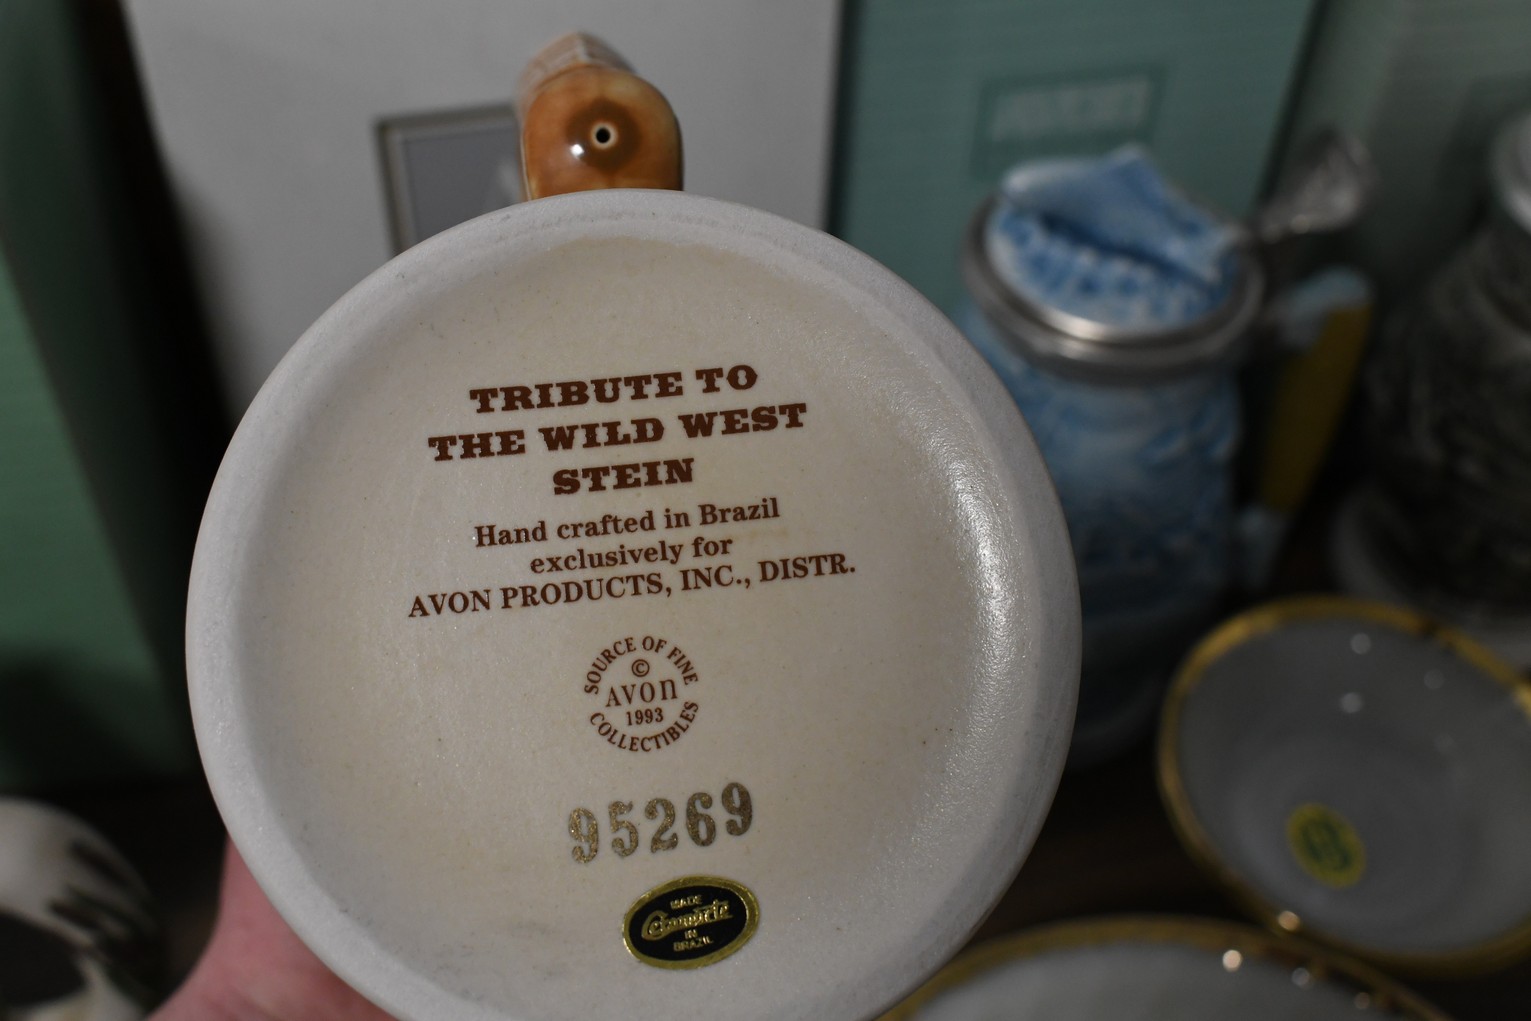 TRIBUTE TO
THE WILD WEST
STEIN
Hand crafted in Brazil
exclusively for
AVON PRODUCTS, INC., DISTR.
SOURCE OF FINE
©
AVON
1993
COLLECTIBLES
95269
MADE
Ceramarte
IN
BRAZIL